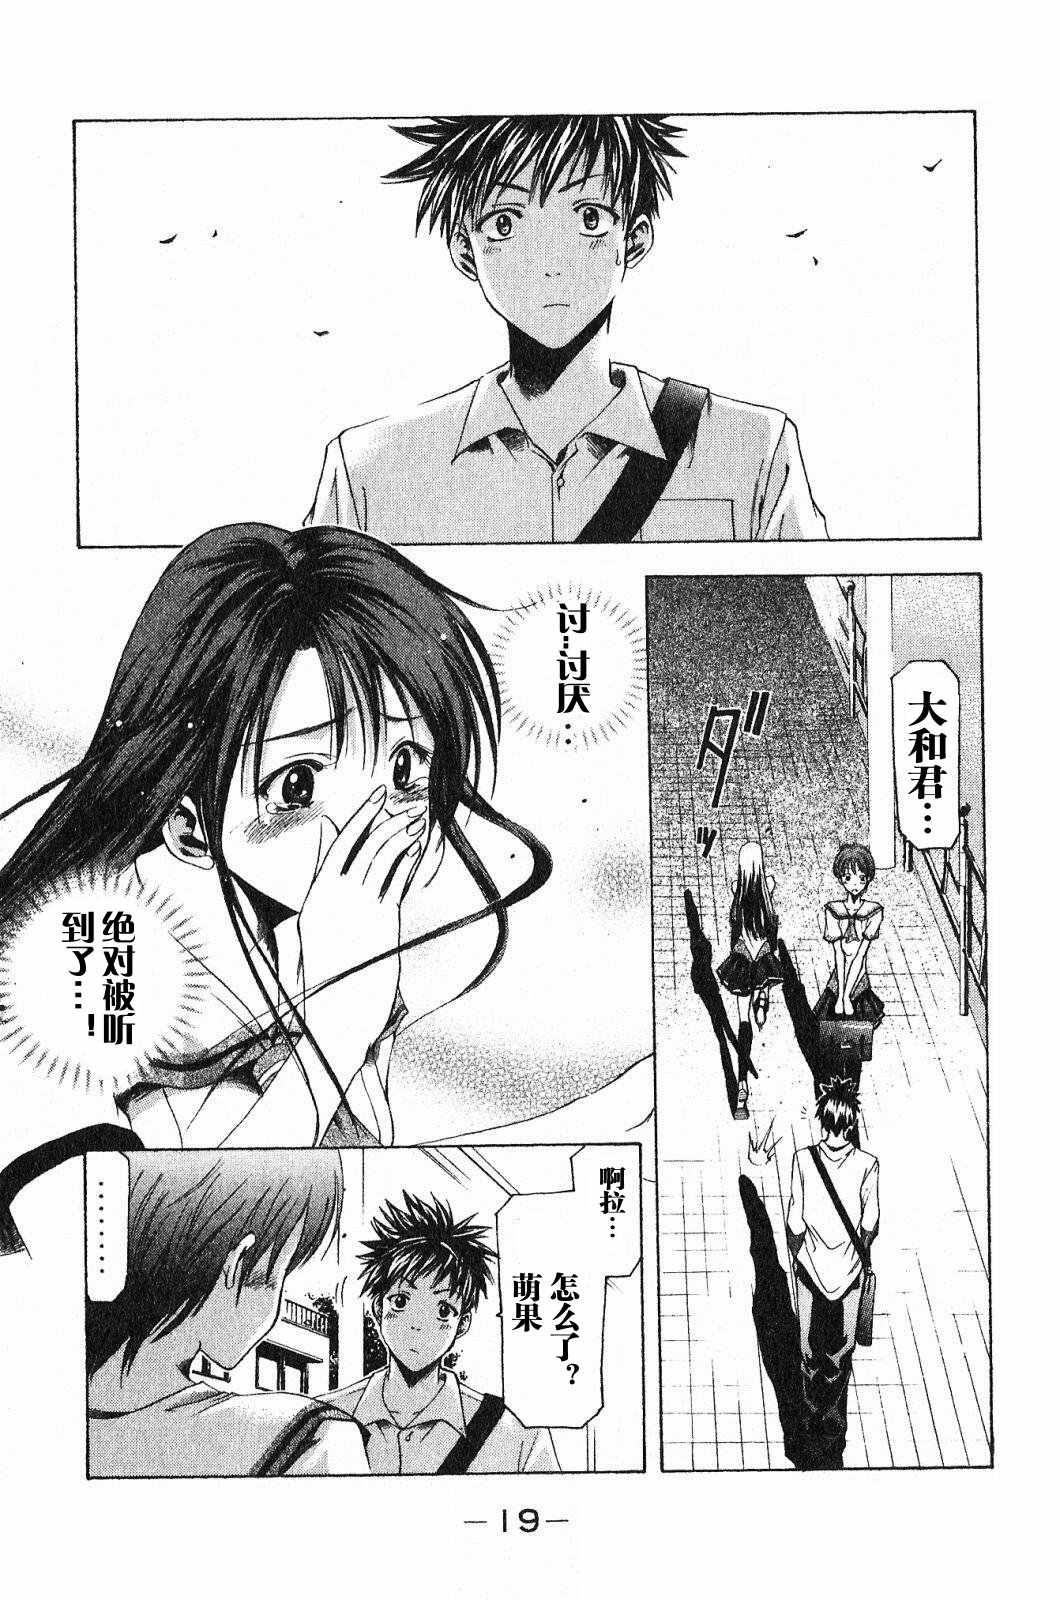 大和君…
ダッ
讨…讨厌…
绝对被听
到了…！
啊拉…
怎么了？
萌果
………
—19—